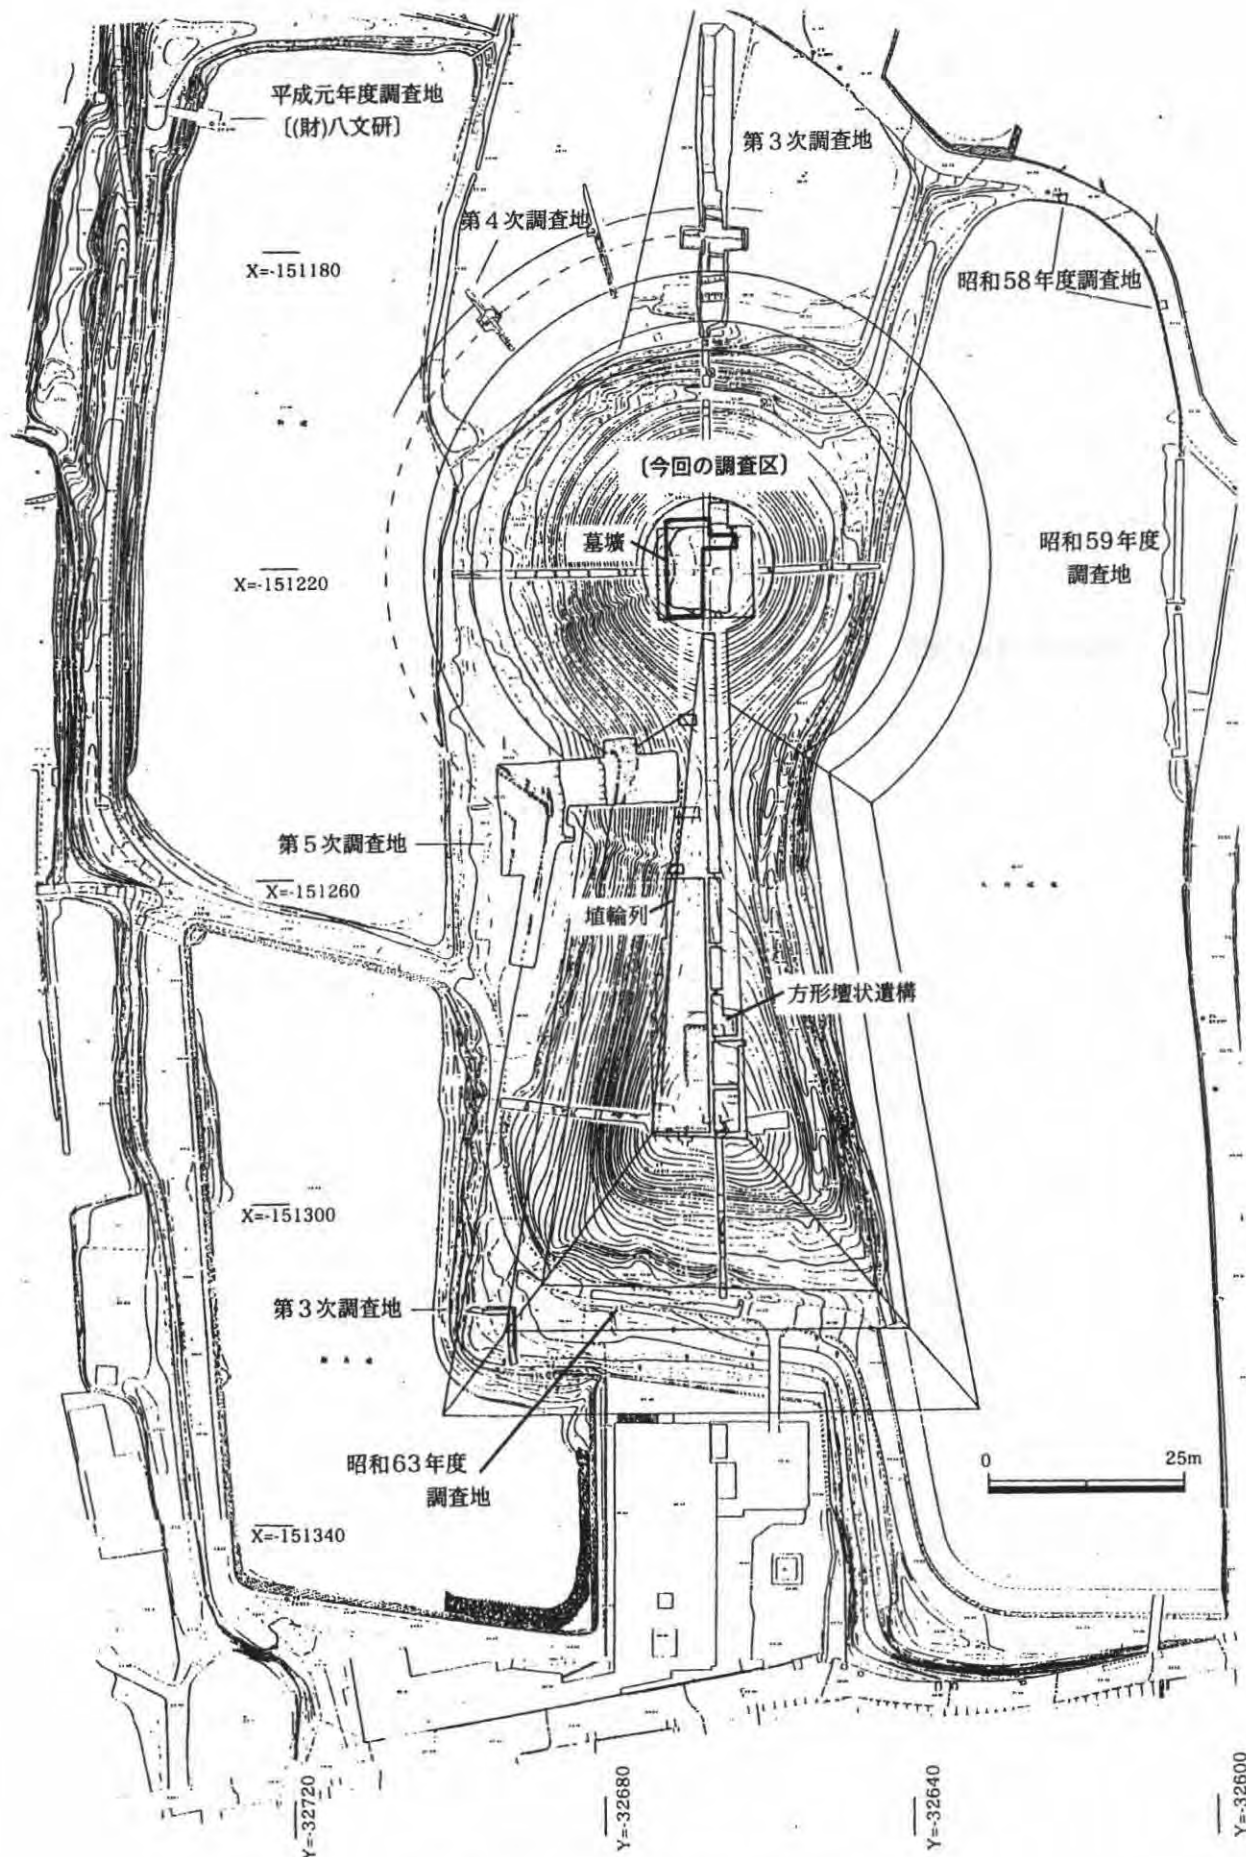 平成元年度調査地
〔(財)八文研〕
第3次調査地
第4次調査地
X=-151180
昭和58年度調査地
〔今回の調査区〕
墓壙
昭和59年度
調査地
X=-151220
第5次調査地
X=-151260
埴輪列
方形壇状遺構
X=-151300
第3次調査地
昭和63年度
調査地
0 25m
X=-151340
Y=-32720
Y=-32680
Y=-32640
Y=-32600